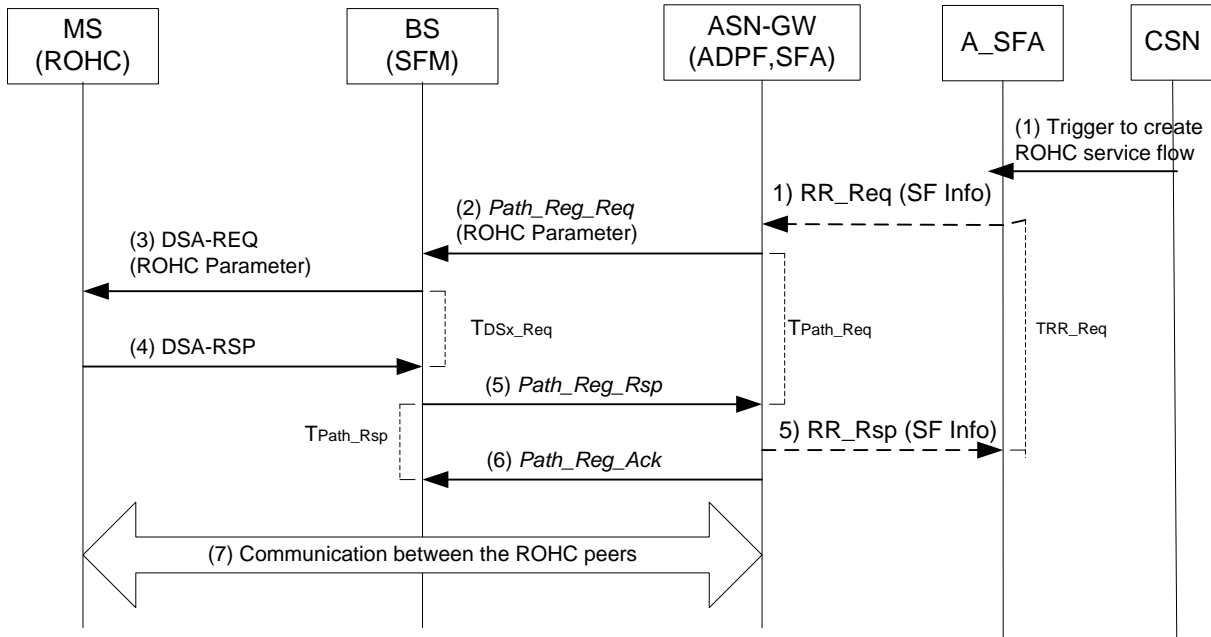 MS
(ROHC)
BS
(SFM)
ASN-GW
(ADPF,SFA)
A_SFA
CSN
(1) Trigger to create
ROHC service flow
1) RR_Req (SF Info)
(2) Path_Reg_Req
(ROHC Parameter)
(3) DSA-REQ
(ROHC Parameter)
TDSx_Req
TPath_Req
TRR_Req
(4) DSA-RSP
(5) Path_Reg_Rsp
TPath_Rsp
5) RR_Rsp (SF Info)
(6) Path_Reg_Ack
(7) Communication between the ROHC peers